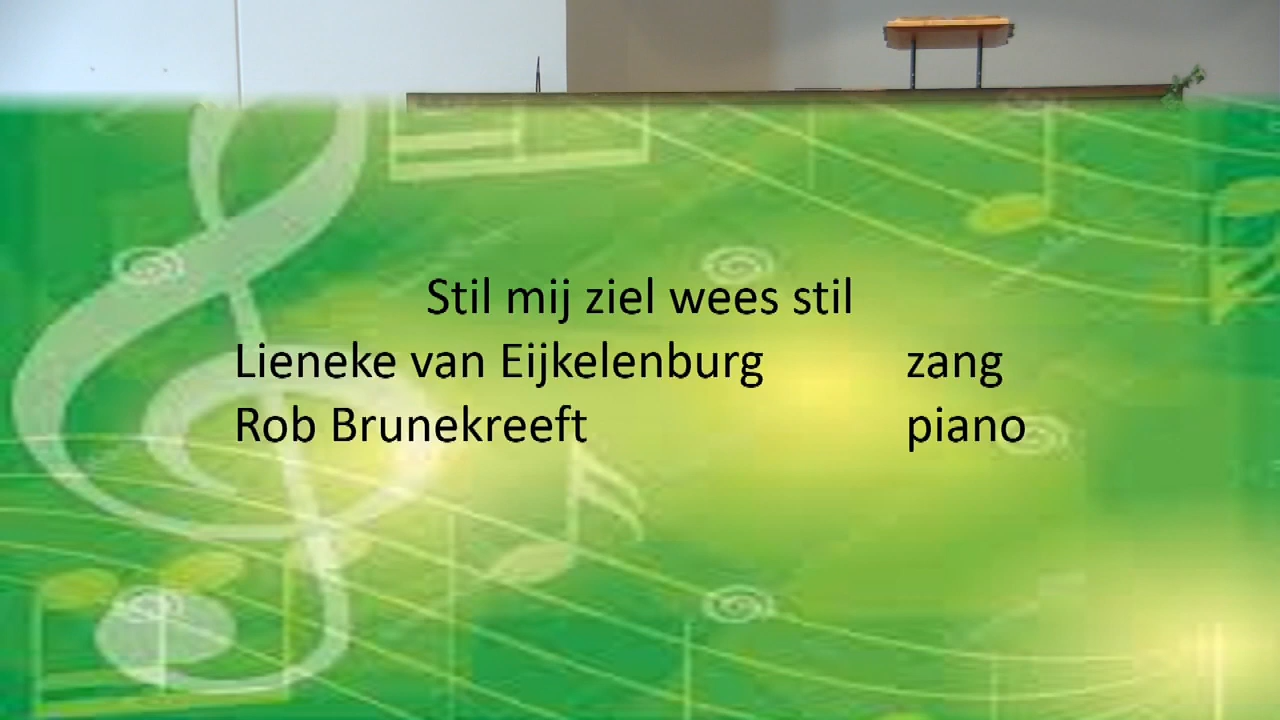 Stil mij ziel wees stil
Lieneke van Eijkelenburg zang
Rob Brunekreeft piano